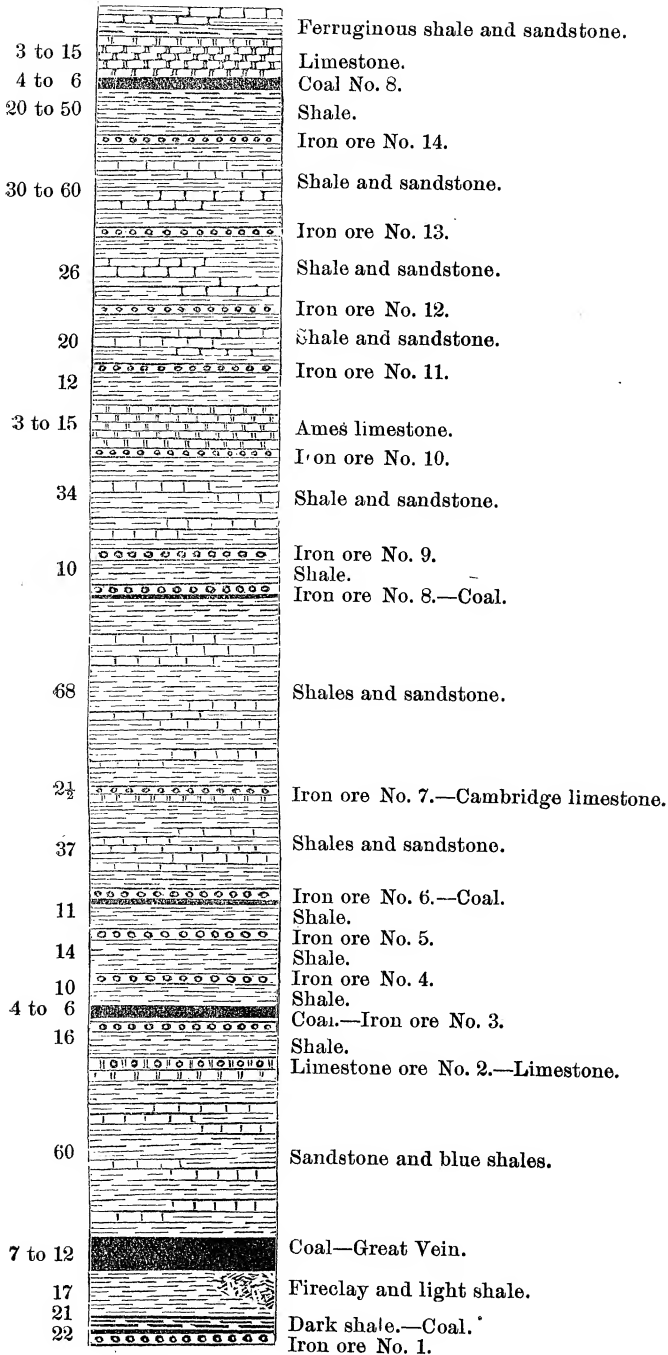 Ferruginous shale and sandstone.
3 to 15 Limestone.
4 to 6 Coal No. 8.
20 to 50 Shale.
Iron ore No. 14.
30 to 60 Shale and sandstone.
Iron ore No. 13.
26 Shale and sandstone.
Iron ore No. 12.
20 Shale and sandstone.
Iron ore No. 11.
12
3 to 15 Ames limestone.
Iron ore No. 10.
34 Shale and sandstone.
Iron ore No. 9.
10 Shale.
Iron ore No. 8.—Coal.
68 Shales and sandstone.
2½ Iron ore No. 7.—Cambridge limestone.
37 Shales and sandstone.
Iron ore No. 6.—Coal.
11 Shale.
Iron ore No. 5.
14 Shale.
Iron ore No. 4.
10 Shale.
4 to 6 Coal.—Iron ore No. 3.
16 Shale.
Limestone ore No. 2.—Limestone.
60 Sandstone and blue shales.
7 to 12 Coal—Great Vein.
17 Fireclay and light shale.
21
Dark shale.—Coal.
22 Iron ore No. 1.